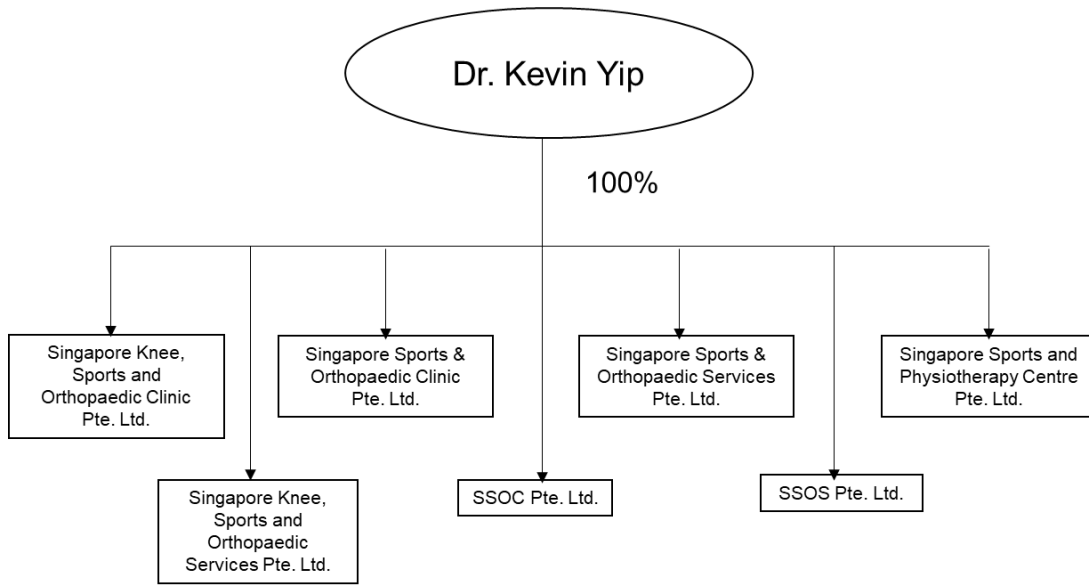 Dr. Kevin Yip
100%
Singapore Knee,
Sports and
Orthopaedic Clinic
Pte. Ltd.
Singapore Sports &
Orthopaedic Clinic
Pte. Ltd.
Singapore Sports &
Orthopaedic Services
Pte. Ltd.
Singapore Sports and
Physiotherapy Centre
Pte. Ltd.
Singapore Knee,
Sports and
Orthopaedic
Services Pte. Ltd.
SSOC Pte. Ltd.
SSOS Pte. Ltd.